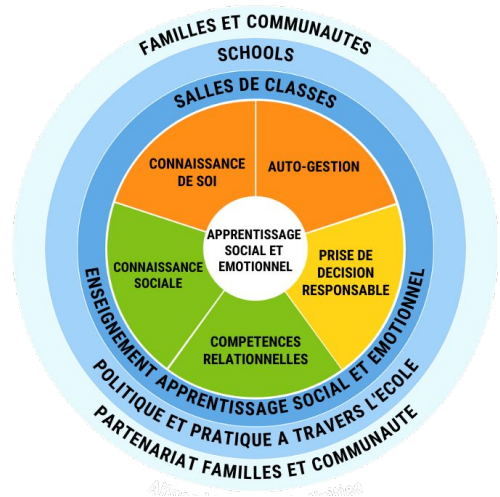 FAMILLES ET COMMUNAUTES
SCHOOLS
SALLES DE CLASSES
CONNAISSANCE
DE SOI
AUTO-GESTION
APPRENTISSAGE
SOCIAL ET
EMOTIONNEL
CONNAISSANCE
SOCIALE
PRISE DE
DECISION
RESPONSABLE
COMPETENCES
RELATIONNELLES
ENSEIGNEMENT APPRENTISSAGE SOCIAL ET EMOTIONNEL
POLITIQUE ET PRATIQUE A TRAVERS L'ECOLE
PARTENARIAT FAMILLES ET COMMUNAUTE